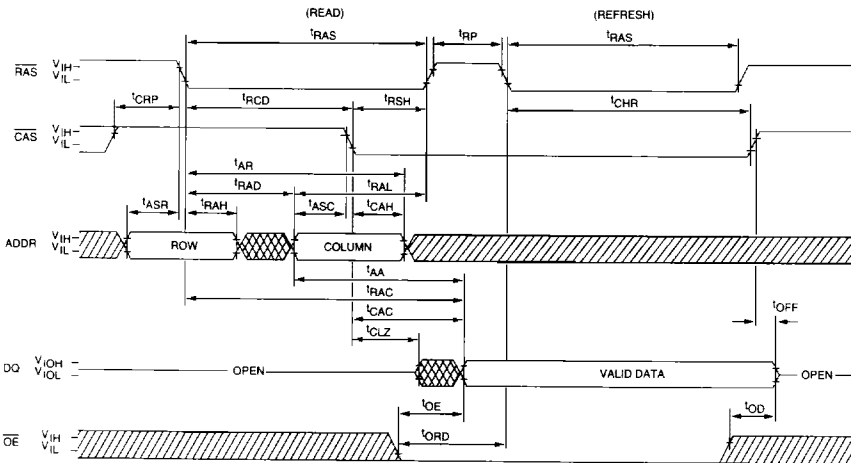 (READ) (REFRESH)
tRAS tRP tRAS
RAS VIH VIL
tCRP tRCD tRSH tCHR
CAS VIH VIL
tAR
tRAD tRAL
tASR tRAH tASC tCAH
ADDR VIH VIL ROW COLUMN
tAA
tRAC
tCAC tOFF
tCLZ
DQ VIOH VIOL OPEN VALID DATA OPEN
tOE tOD
tORD
OE VIH VIL